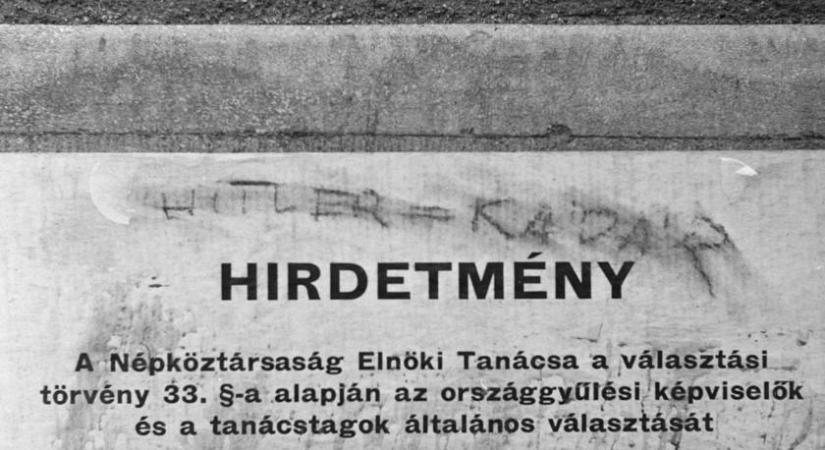 HITLER = KÁDÁR
HIRDETMÉNY
A Népköztársaság Elnöki Tanácsa a választási
törvény 33. §-a alapján az országgyűlési képviselők
és a tanácstagok általános választását